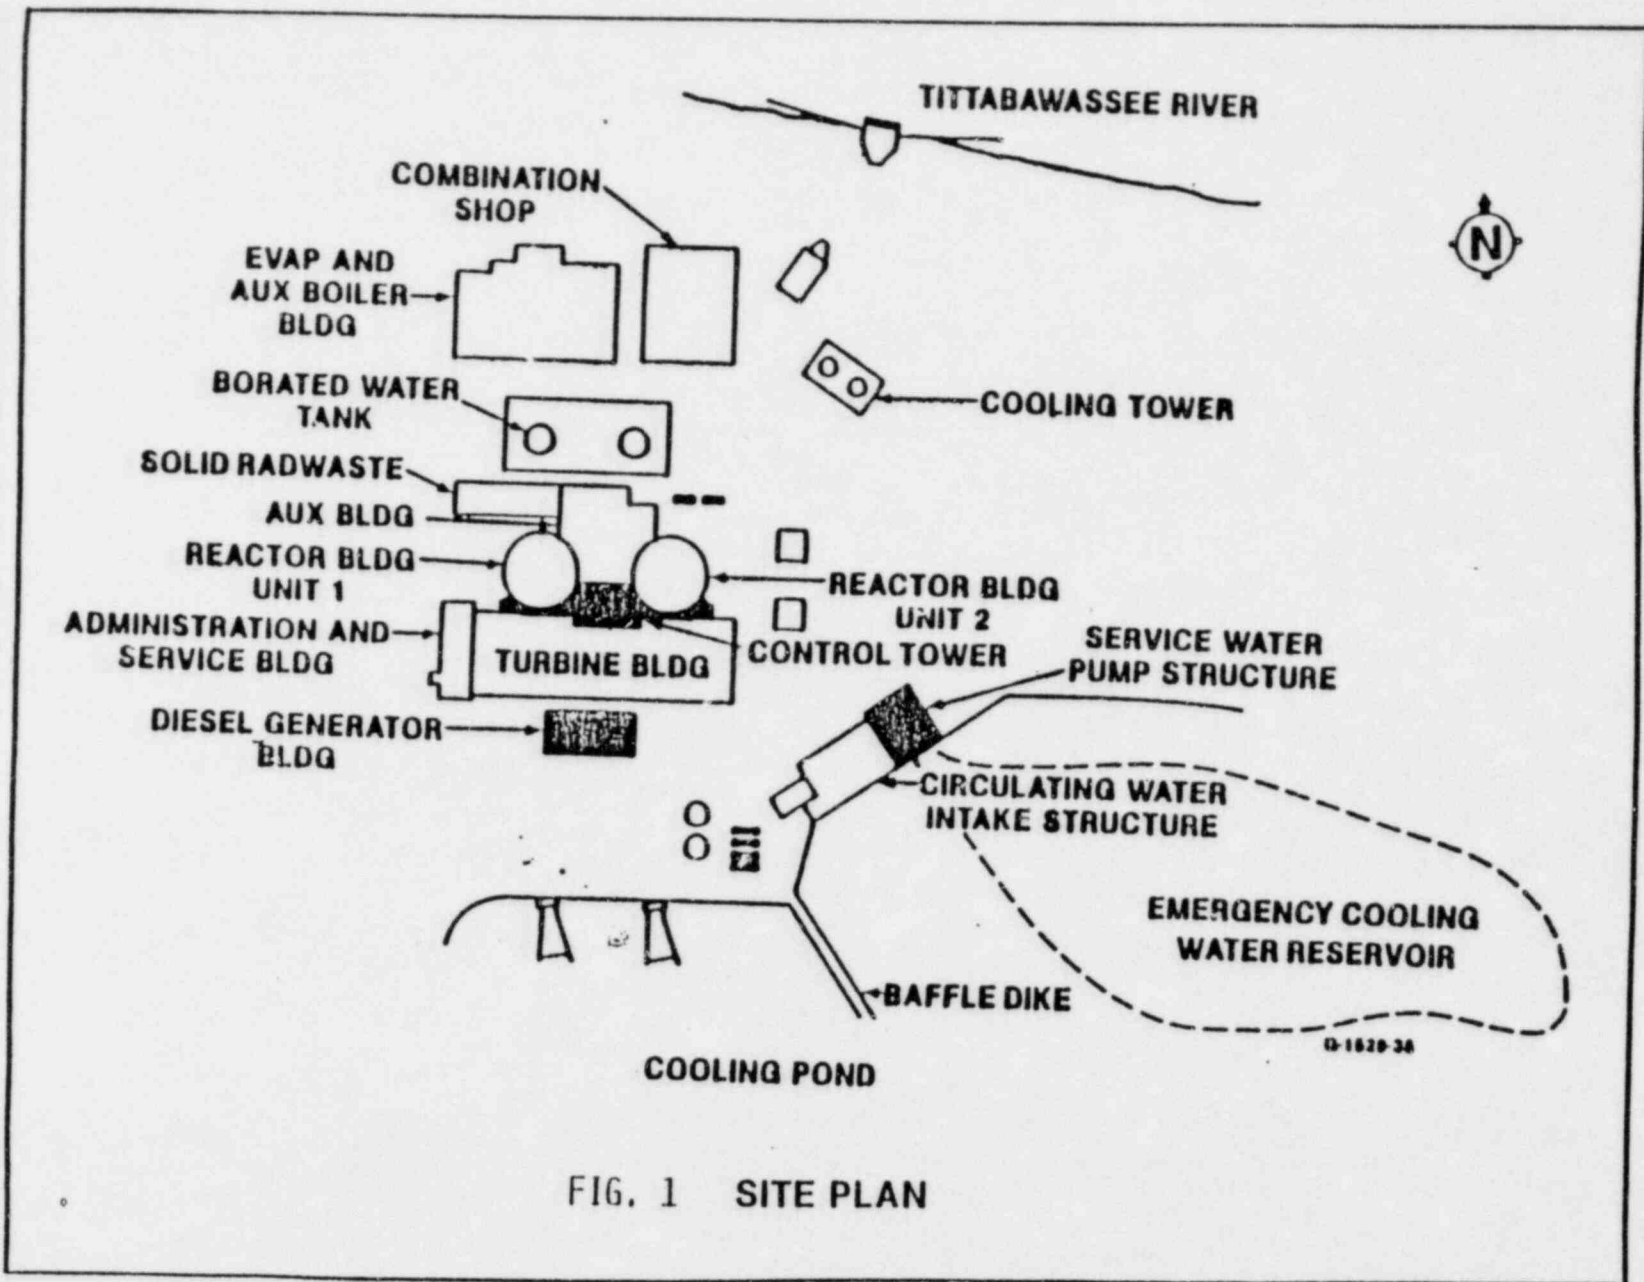 TITTABAWASSEE RIVER
COMBINATION
SHOP
N
EVAP AND
AUX BOILER
BLDG
BORATED WATER
TANK
COOLING TOWER
SOLID RADWASTE
AUX BLDG
REACTOR BLDG
UNIT 1
REACTOR BLDG
UNIT 2
ADMINISTRATION AND
SERVICE BLDG
TURBINE BLDG
CONTROL TOWER
SERVICE WATER
PUMP STRUCTURE
DIESEL GENERATOR
BLDG
CIRCULATING WATER
INTAKE STRUCTURE
EMERGENCY COOLING
WATER RESERVOIR
BAFFLE DIKE
G-1629-38
COOLING POND
FIG. 1 SITE PLAN